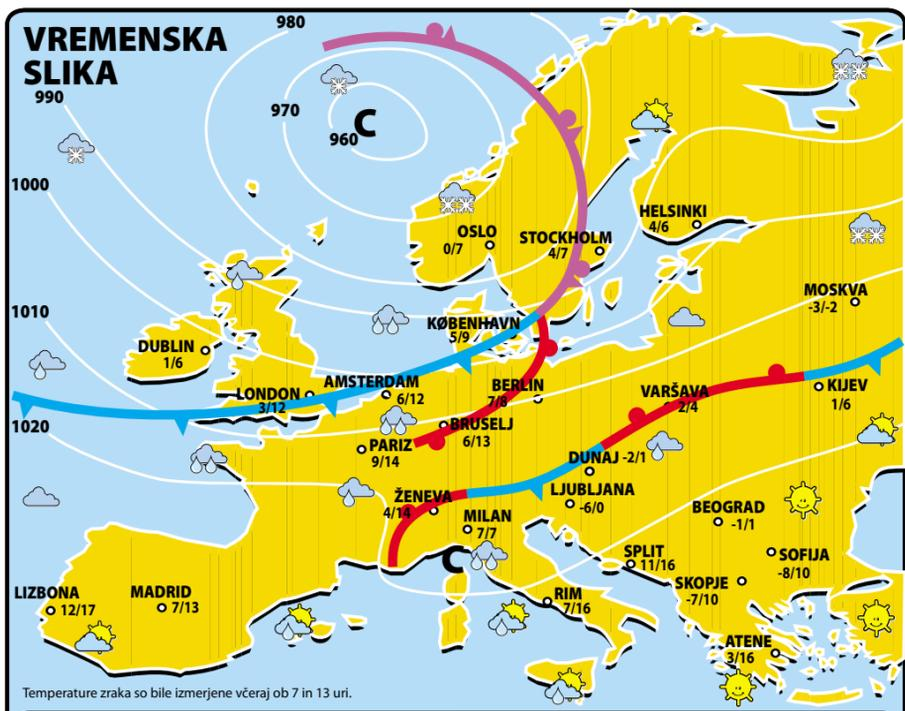 VREMENSKA
SLIKA
980
990
970
C
960
1000
OSLO
0/7
STOCKHOLM
4/7
HELSINKI
4/6
MOSKVA
-3/-2
1010
KØBENHAVN
5/9
DUBLIN
1/6
LONDON
3/12
AMSTERDAM
6/12
BERLIN
7/8
VARŠAVA
2/4
KIJEV
1/6
1020
BRUSELJ
6/13
PARIZ
9/14
DUNAJ -2/1
ŽENEVA
4/14
LJUBLJANA
-6/0
MILAN
7/7
BEOGRAD
-1/1
C
SPLIT
11/16
SOFIJA
-8/10
SKOPJE
-7/10
LIZBONA
12/17
MADRID
7/13
RIM
7/16
ATENE
3/16
Temperature zraka so bile izmerjene včeraj ob 7 in 13 uri.